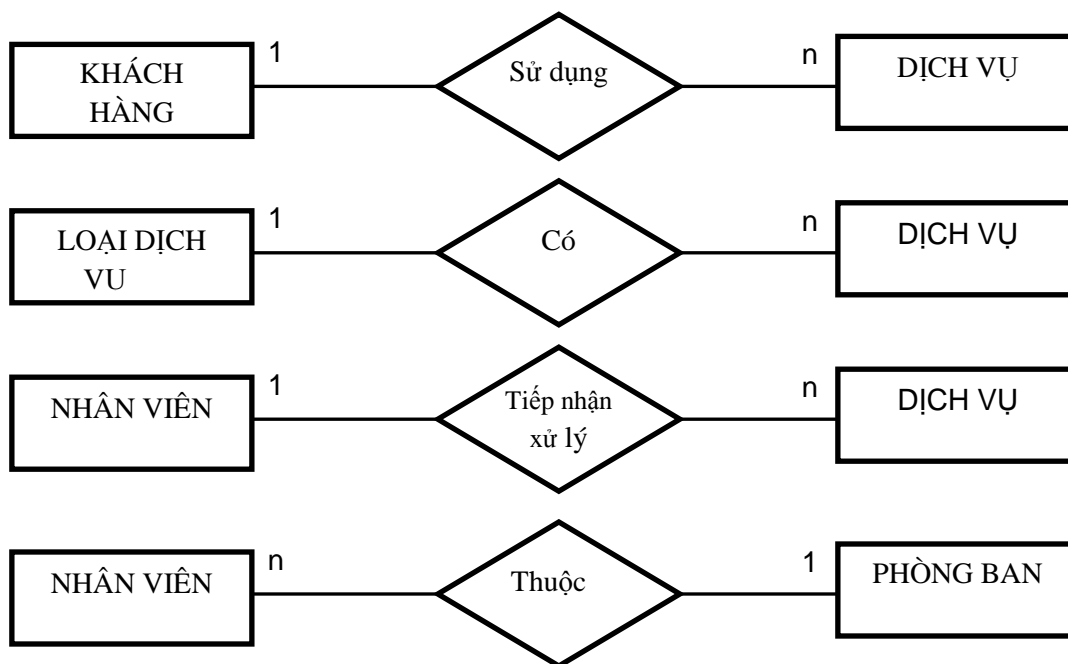 1
n
KHÁCH
HÀNG
Sử dụng
DỊCH VỤ
1
n
LOẠI DỊCH
VU
Có
DỊCH VỤ
1
n
NHÂN VIÊN
Tiếp nhận
xử lý
DỊCH VỤ
n
1
NHÂN VIÊN
Thuộc
PHÒNG BAN